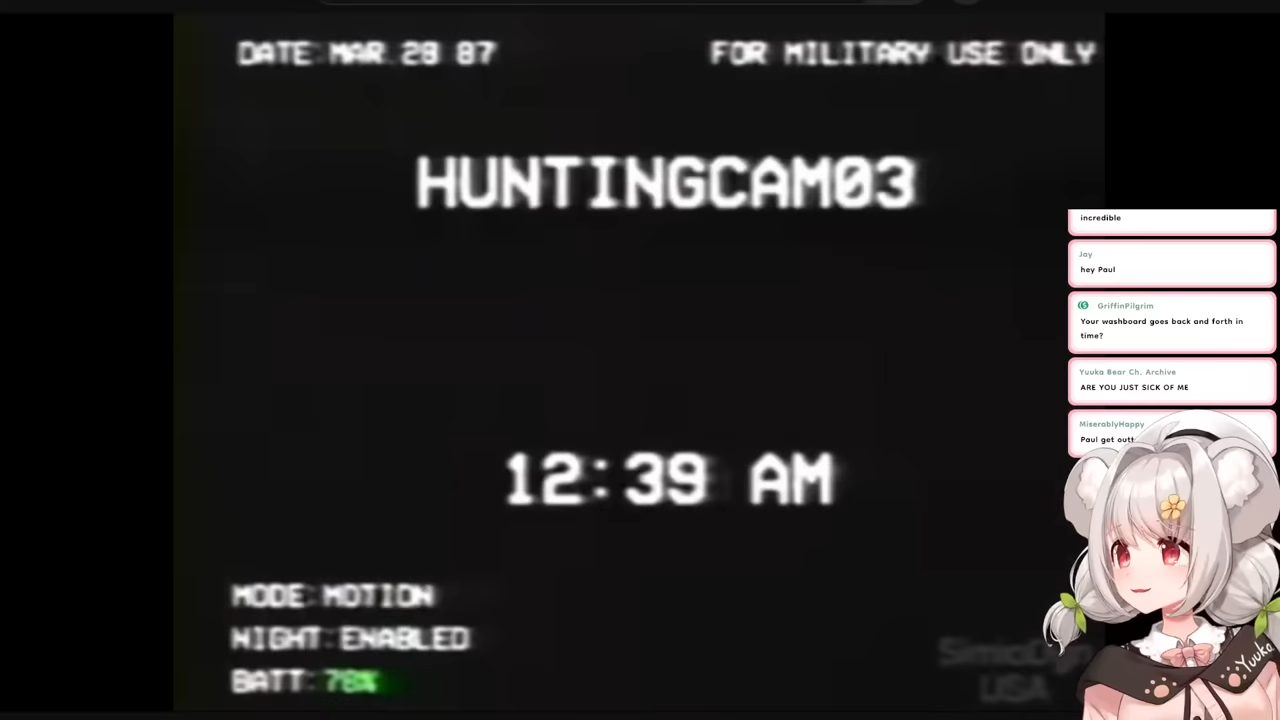 DATE: MAR 28 87
FOR MILITARY USE ONLY
HUNTINGCAM03
12:39 AM
MODE: MOTION
NIGHT: ENABLED
BATT: 78%
USA
incredible
Jay
hey Paul
GriffinPilgrim
Your washboard goes back and forth in
time?
Yuuka Bear Ch. Archive
ARE YOU JUST SICK OF ME
MiserablyHappy
Paul get outt
Yuuka